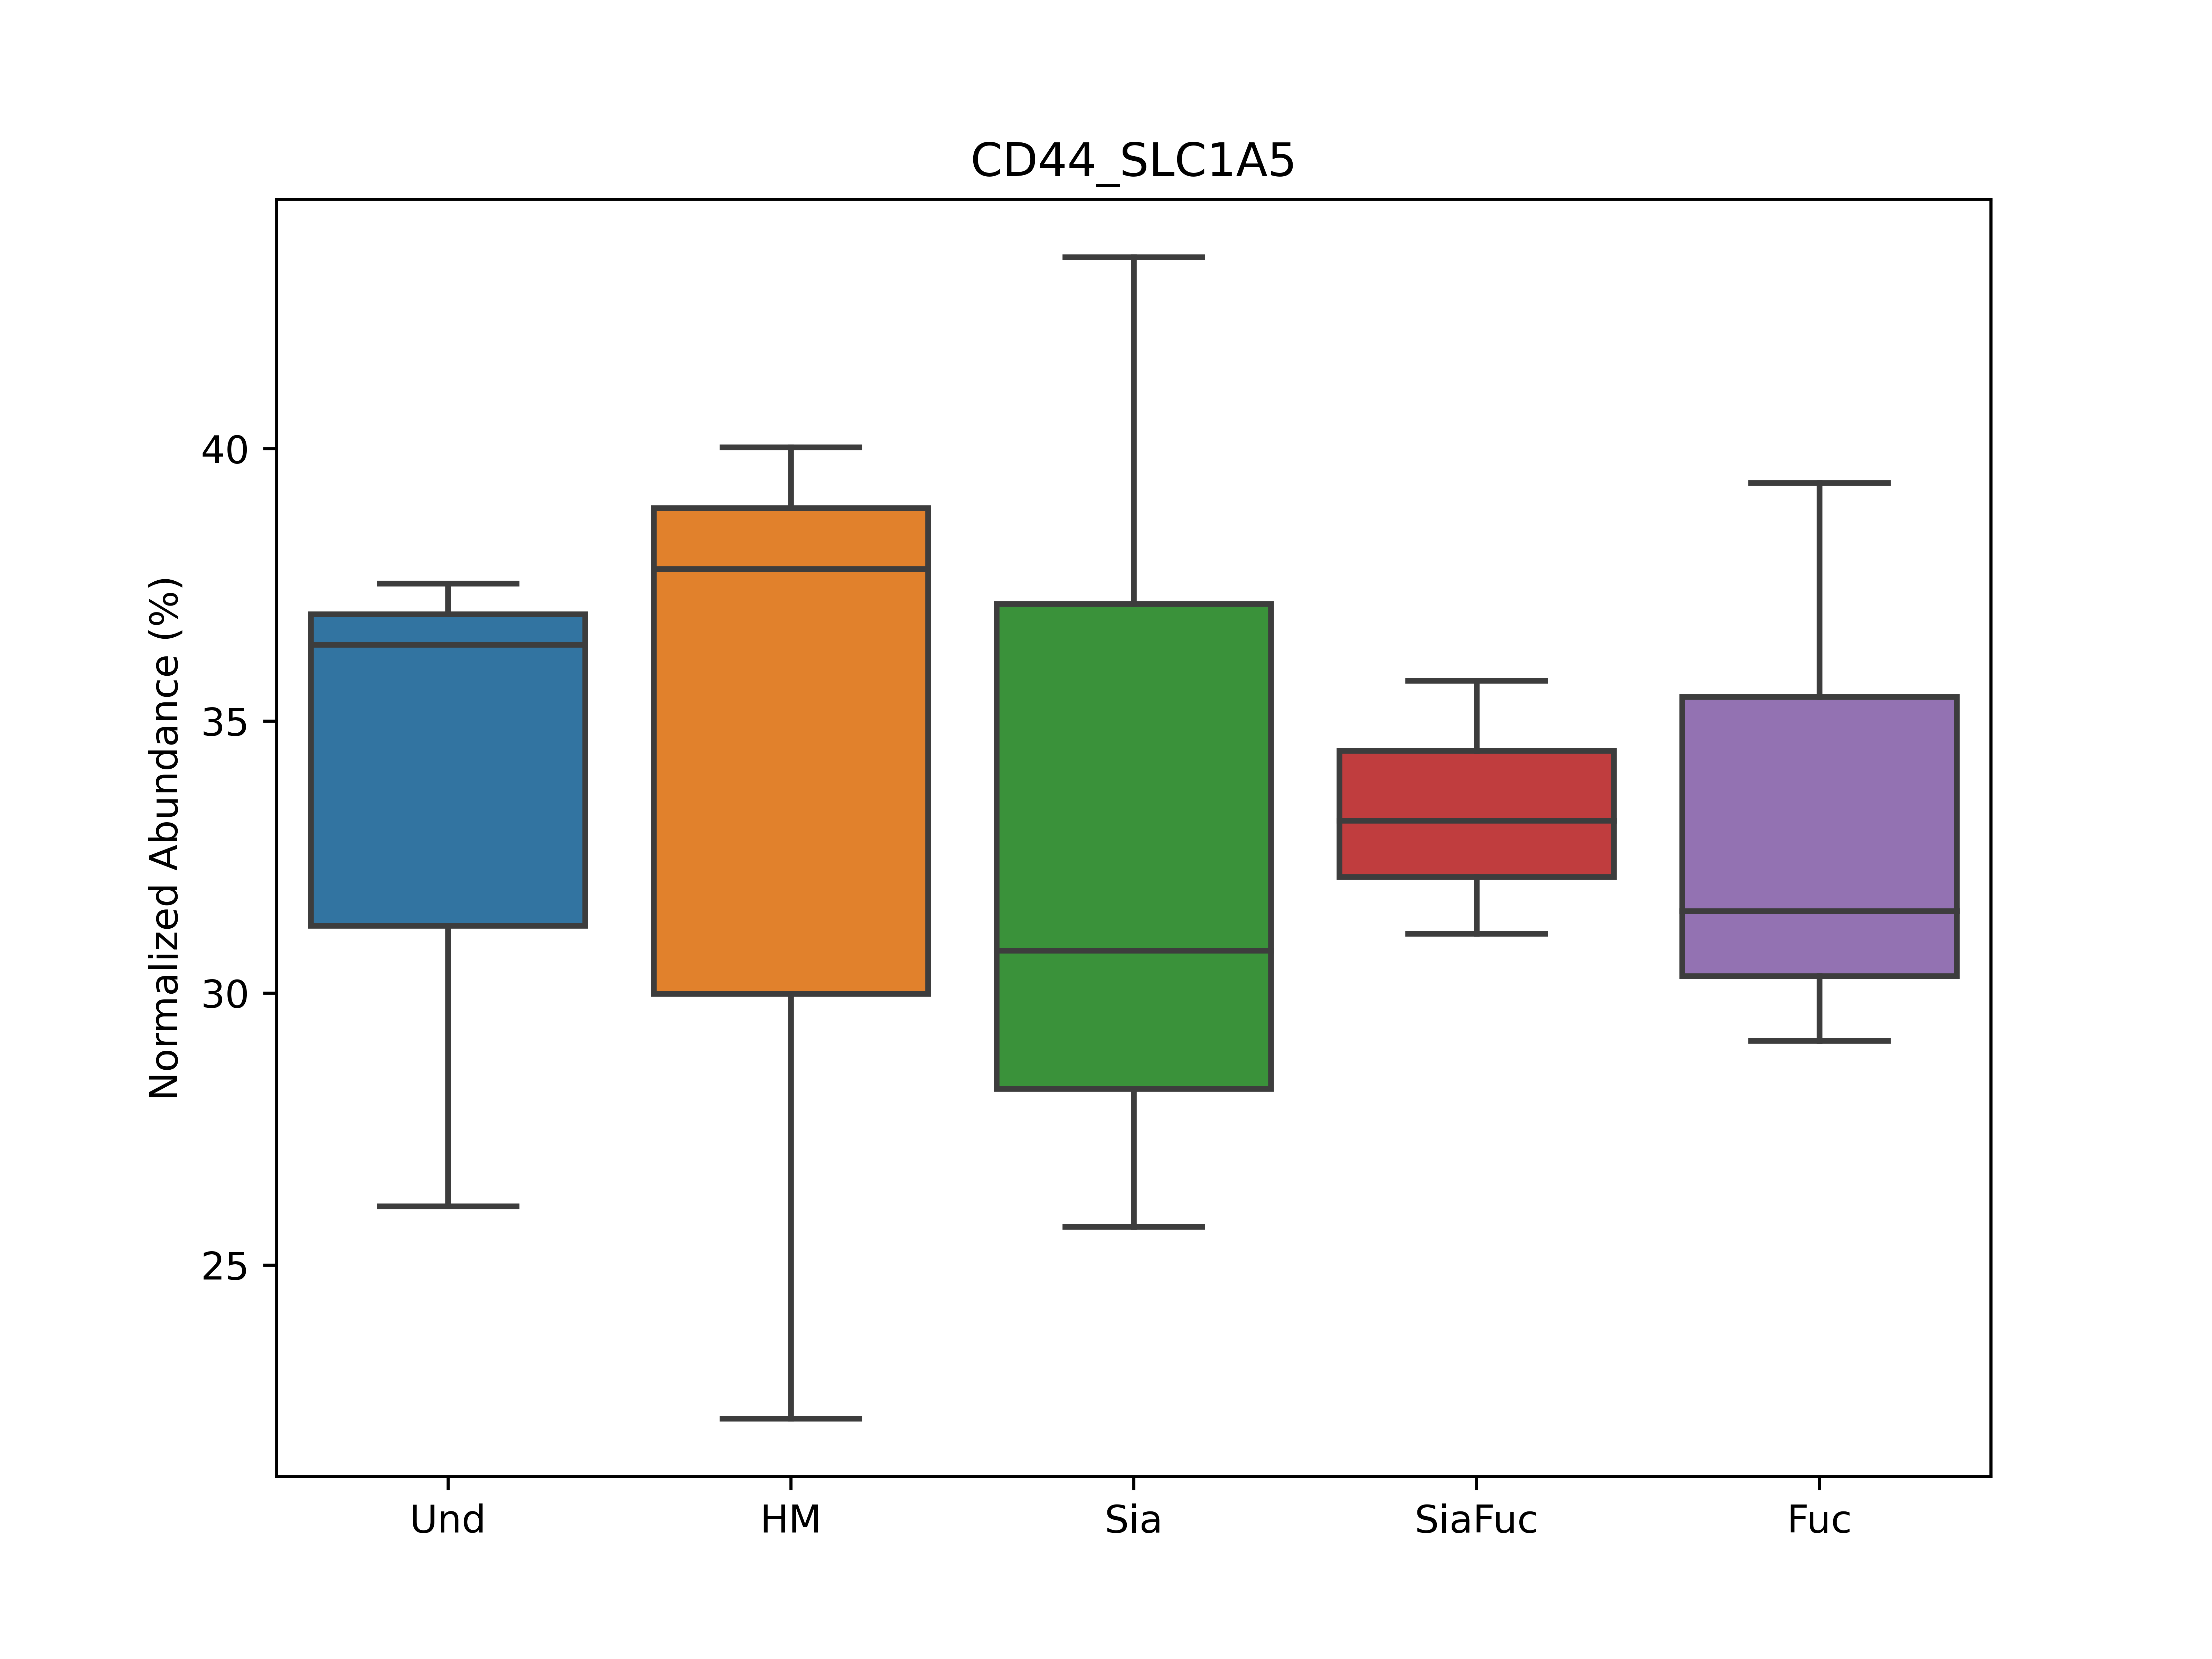 CD44_SLC1A5
Normalized Abundance (%)
40
35
30
25
Und
HM
Sia
SiaFuc
Fuc